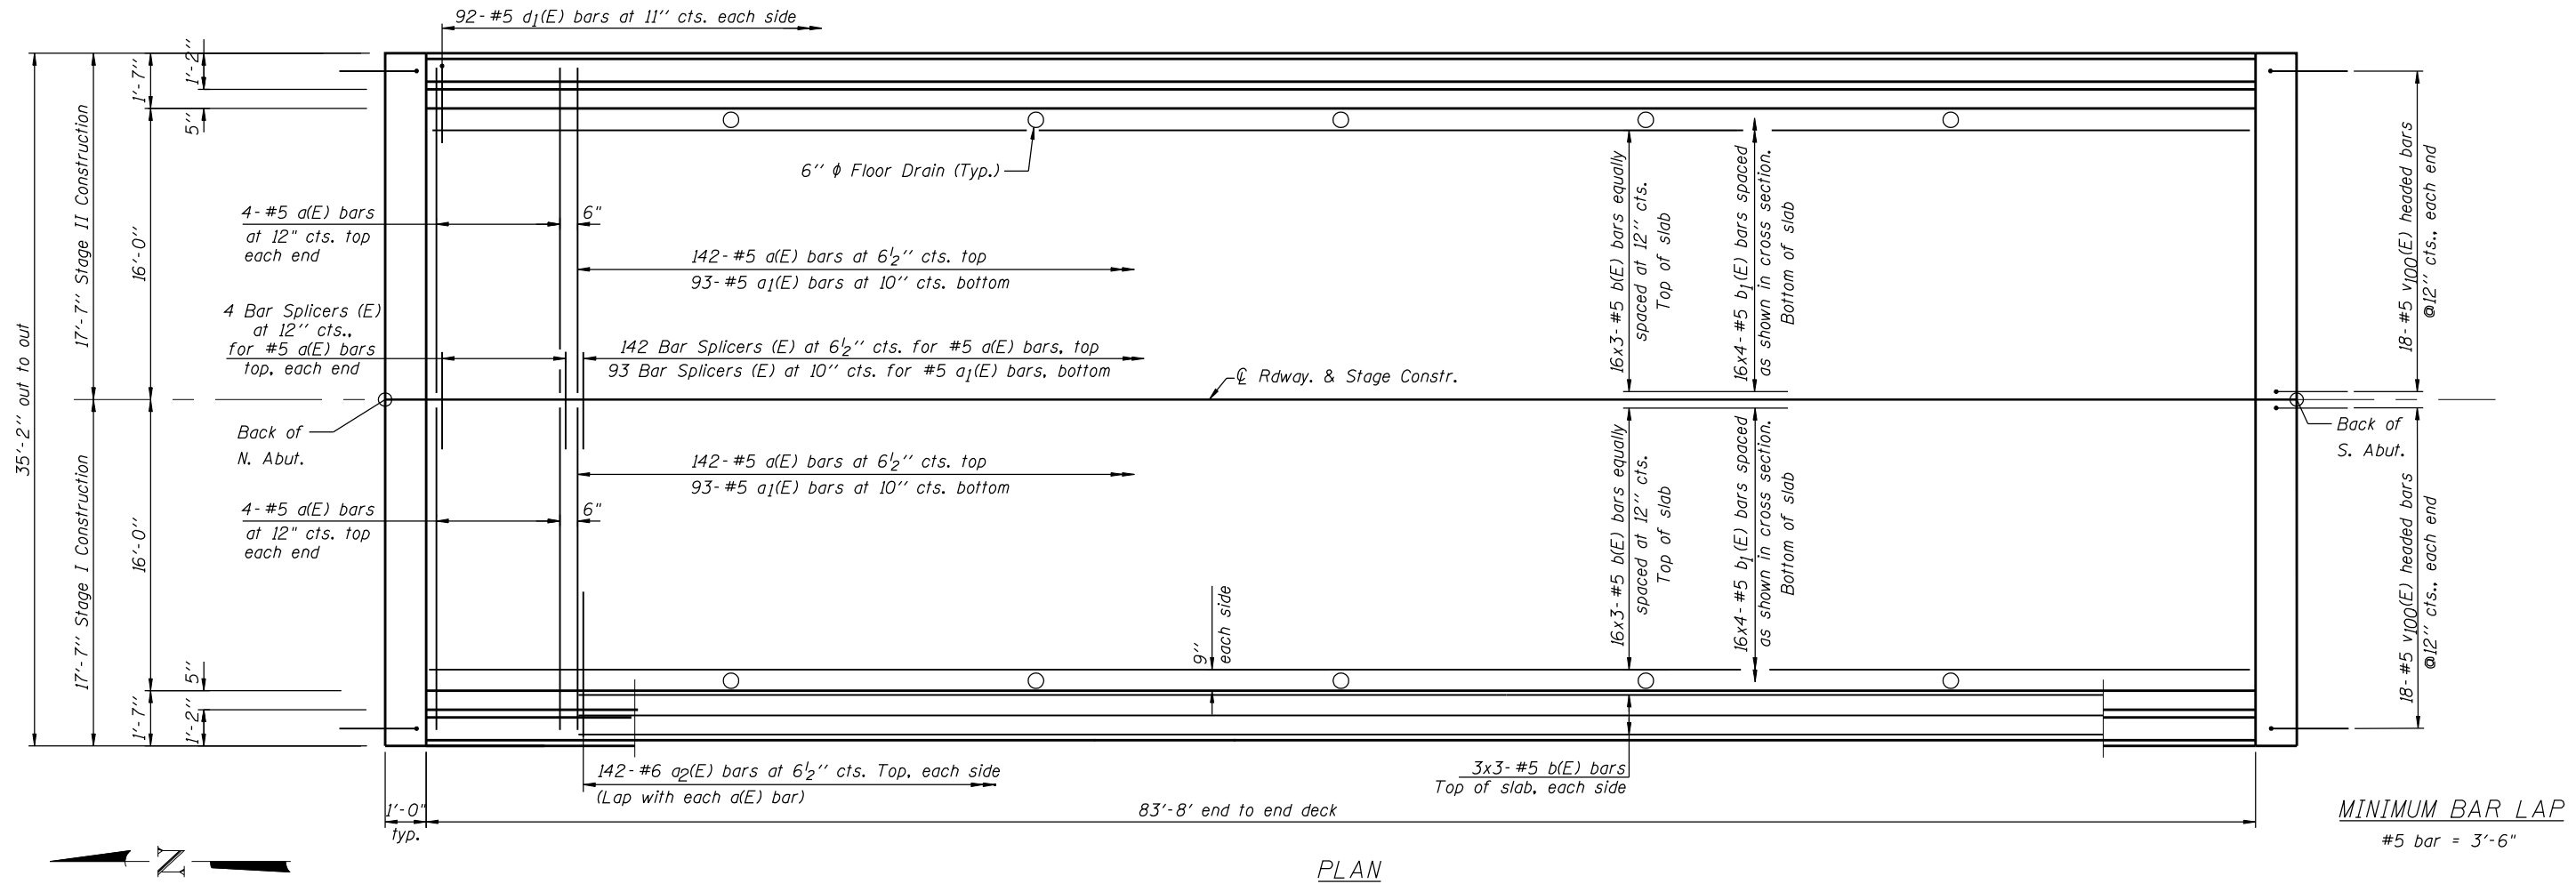 92-#5 d1(E) bars at 11'' cts. each side
1'-2''
1'-7''
5''
6'' ϕ Floor Drain (Typ.)
4-#5 a(E) bars
at 12" cts. top
each end
6"
142-#5 a(E) bars at 6 1/2'' cts. top
93-#5 a1(E) bars at 10'' cts. bottom
4 Bar Splicers (E)
at 12'' cts.,
for #5 a(E) bars
top, each end
142 Bar Splicers (E) at 6 1/2'' cts. for #5 a(E) bars, top
93 Bar Splicers (E) at 10'' cts. for #5 a1(E) bars, bottom
℄ Rdway. & Stage Constr.
35'-2'' out to out
17'-7'' Stage II Construction
16'-0''
17'-7'' Stage I Construction
16'-0''
Back of
N. Abut.
Back of
S. Abut.
142-#5 a(E) bars at 6 1/2'' cts. top
93-#5 a1(E) bars at 10'' cts. bottom
4-#5 a(E) bars
at 12" cts. top
each end
6"
16x3-#5 b(E) bars equally
spaced at 12'' cts.
Top of slab
16x4-#5 b1(E) bars spaced
as shown in cross section.
Bottom of slab
18-#5 v100(E) headed bars
@12'' cts., each end
16x3-#5 b(E) bars equally
spaced at 12'' cts.
Top of slab
16x4-#5 b1(E) bars spaced
as shown in cross section.
Bottom of slab
18-#5 v100(E) headed bars
@12'' cts., each end
9''
each side
5''
1'-7''
1'-2''
142-#6 a2(E) bars at 6 1/2'' cts. Top, each side
(Lap with each a(E) bar)
3x3-#5 b(E) bars
Top of slab, each side
1'-0"
typ.
83'-8' end to end deck
MINIMUM BAR LAP
#5 bar = 3'-6"
N
PLAN